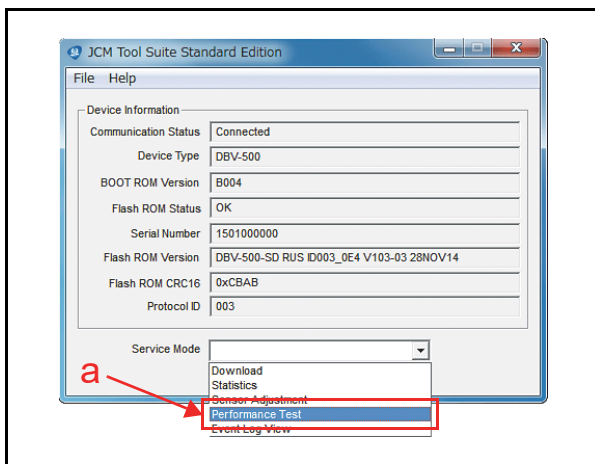 JCM Tool Suite Standard Edition
File Help
Device Information
Communication Status Connected
Device Type DBV-500
BOOT ROM Version B004
Flash ROM Status OK
Serial Number 1501000000
Flash ROM Version DBV-500-SD RUS ID003_0E4 V103-03 28NOV14
Flash ROM CRC16 0xCBAB
Protocol ID 003
Service Mode
Download
Statistics
Sensor Adjustment
Performance Test
Event Log View
a